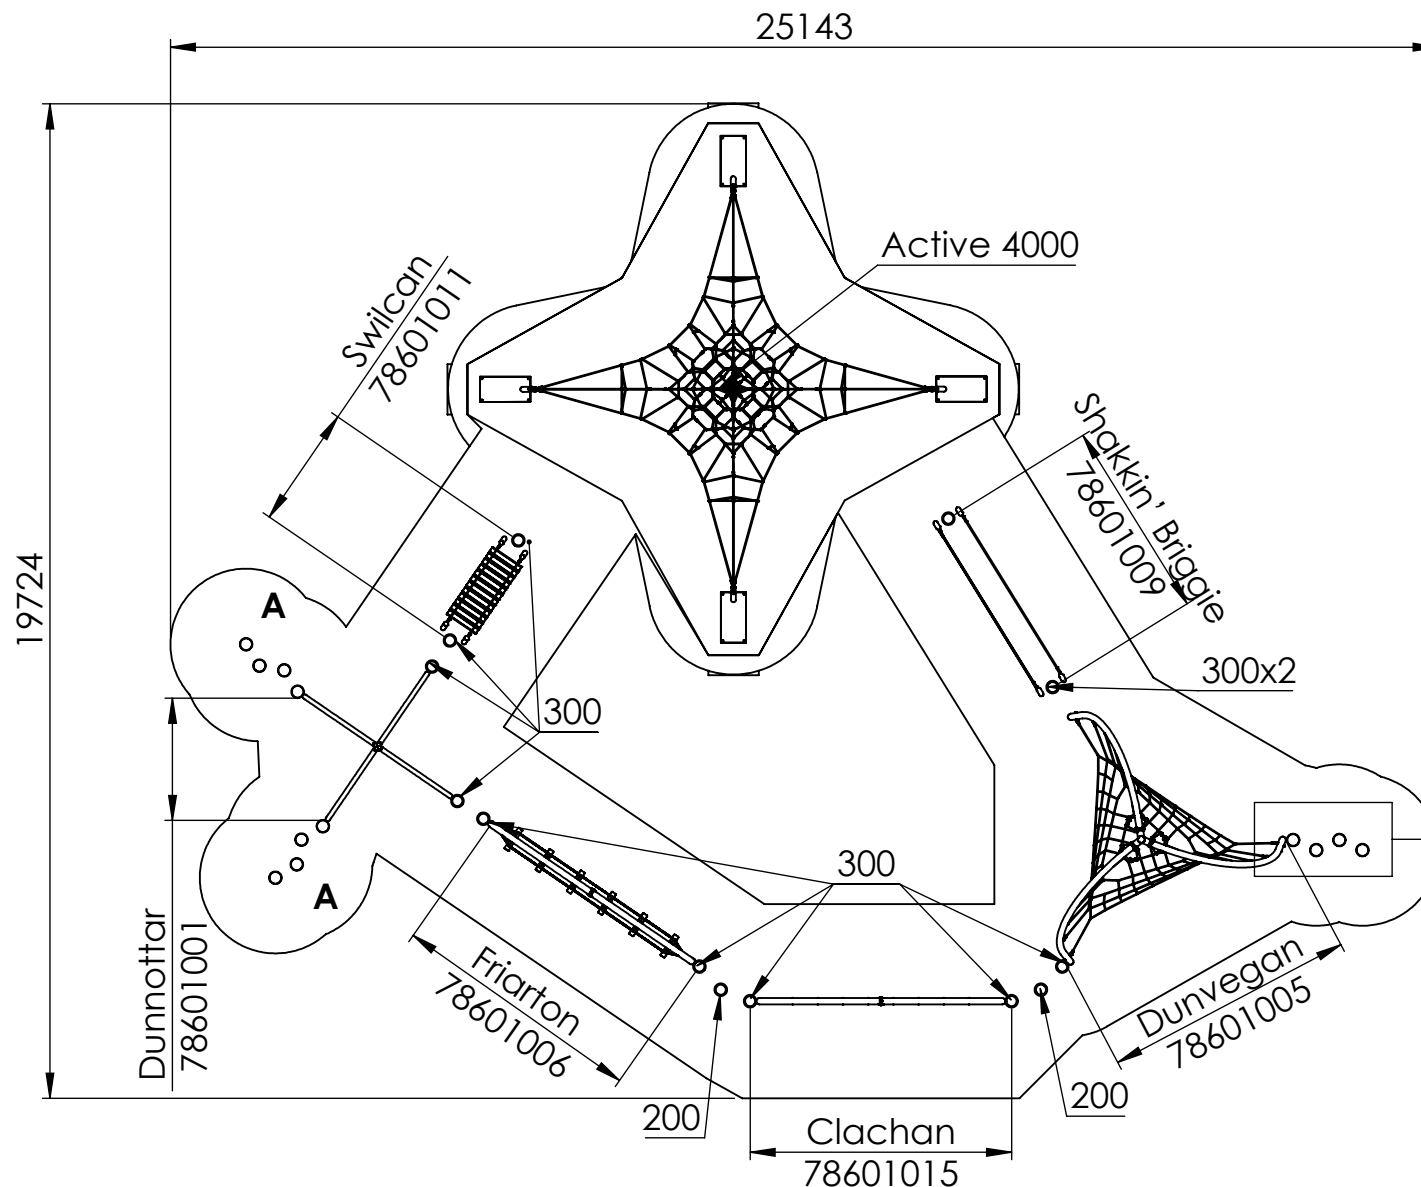 25143
Active 4000
Swilcan
78601011
Shakkin' Briggie
78601009
19724
A
300x2
300
300
A
Dunnottar
78601001
Friarton
78601006
Dunvegan
78601005
200
200
Clachan
78601015